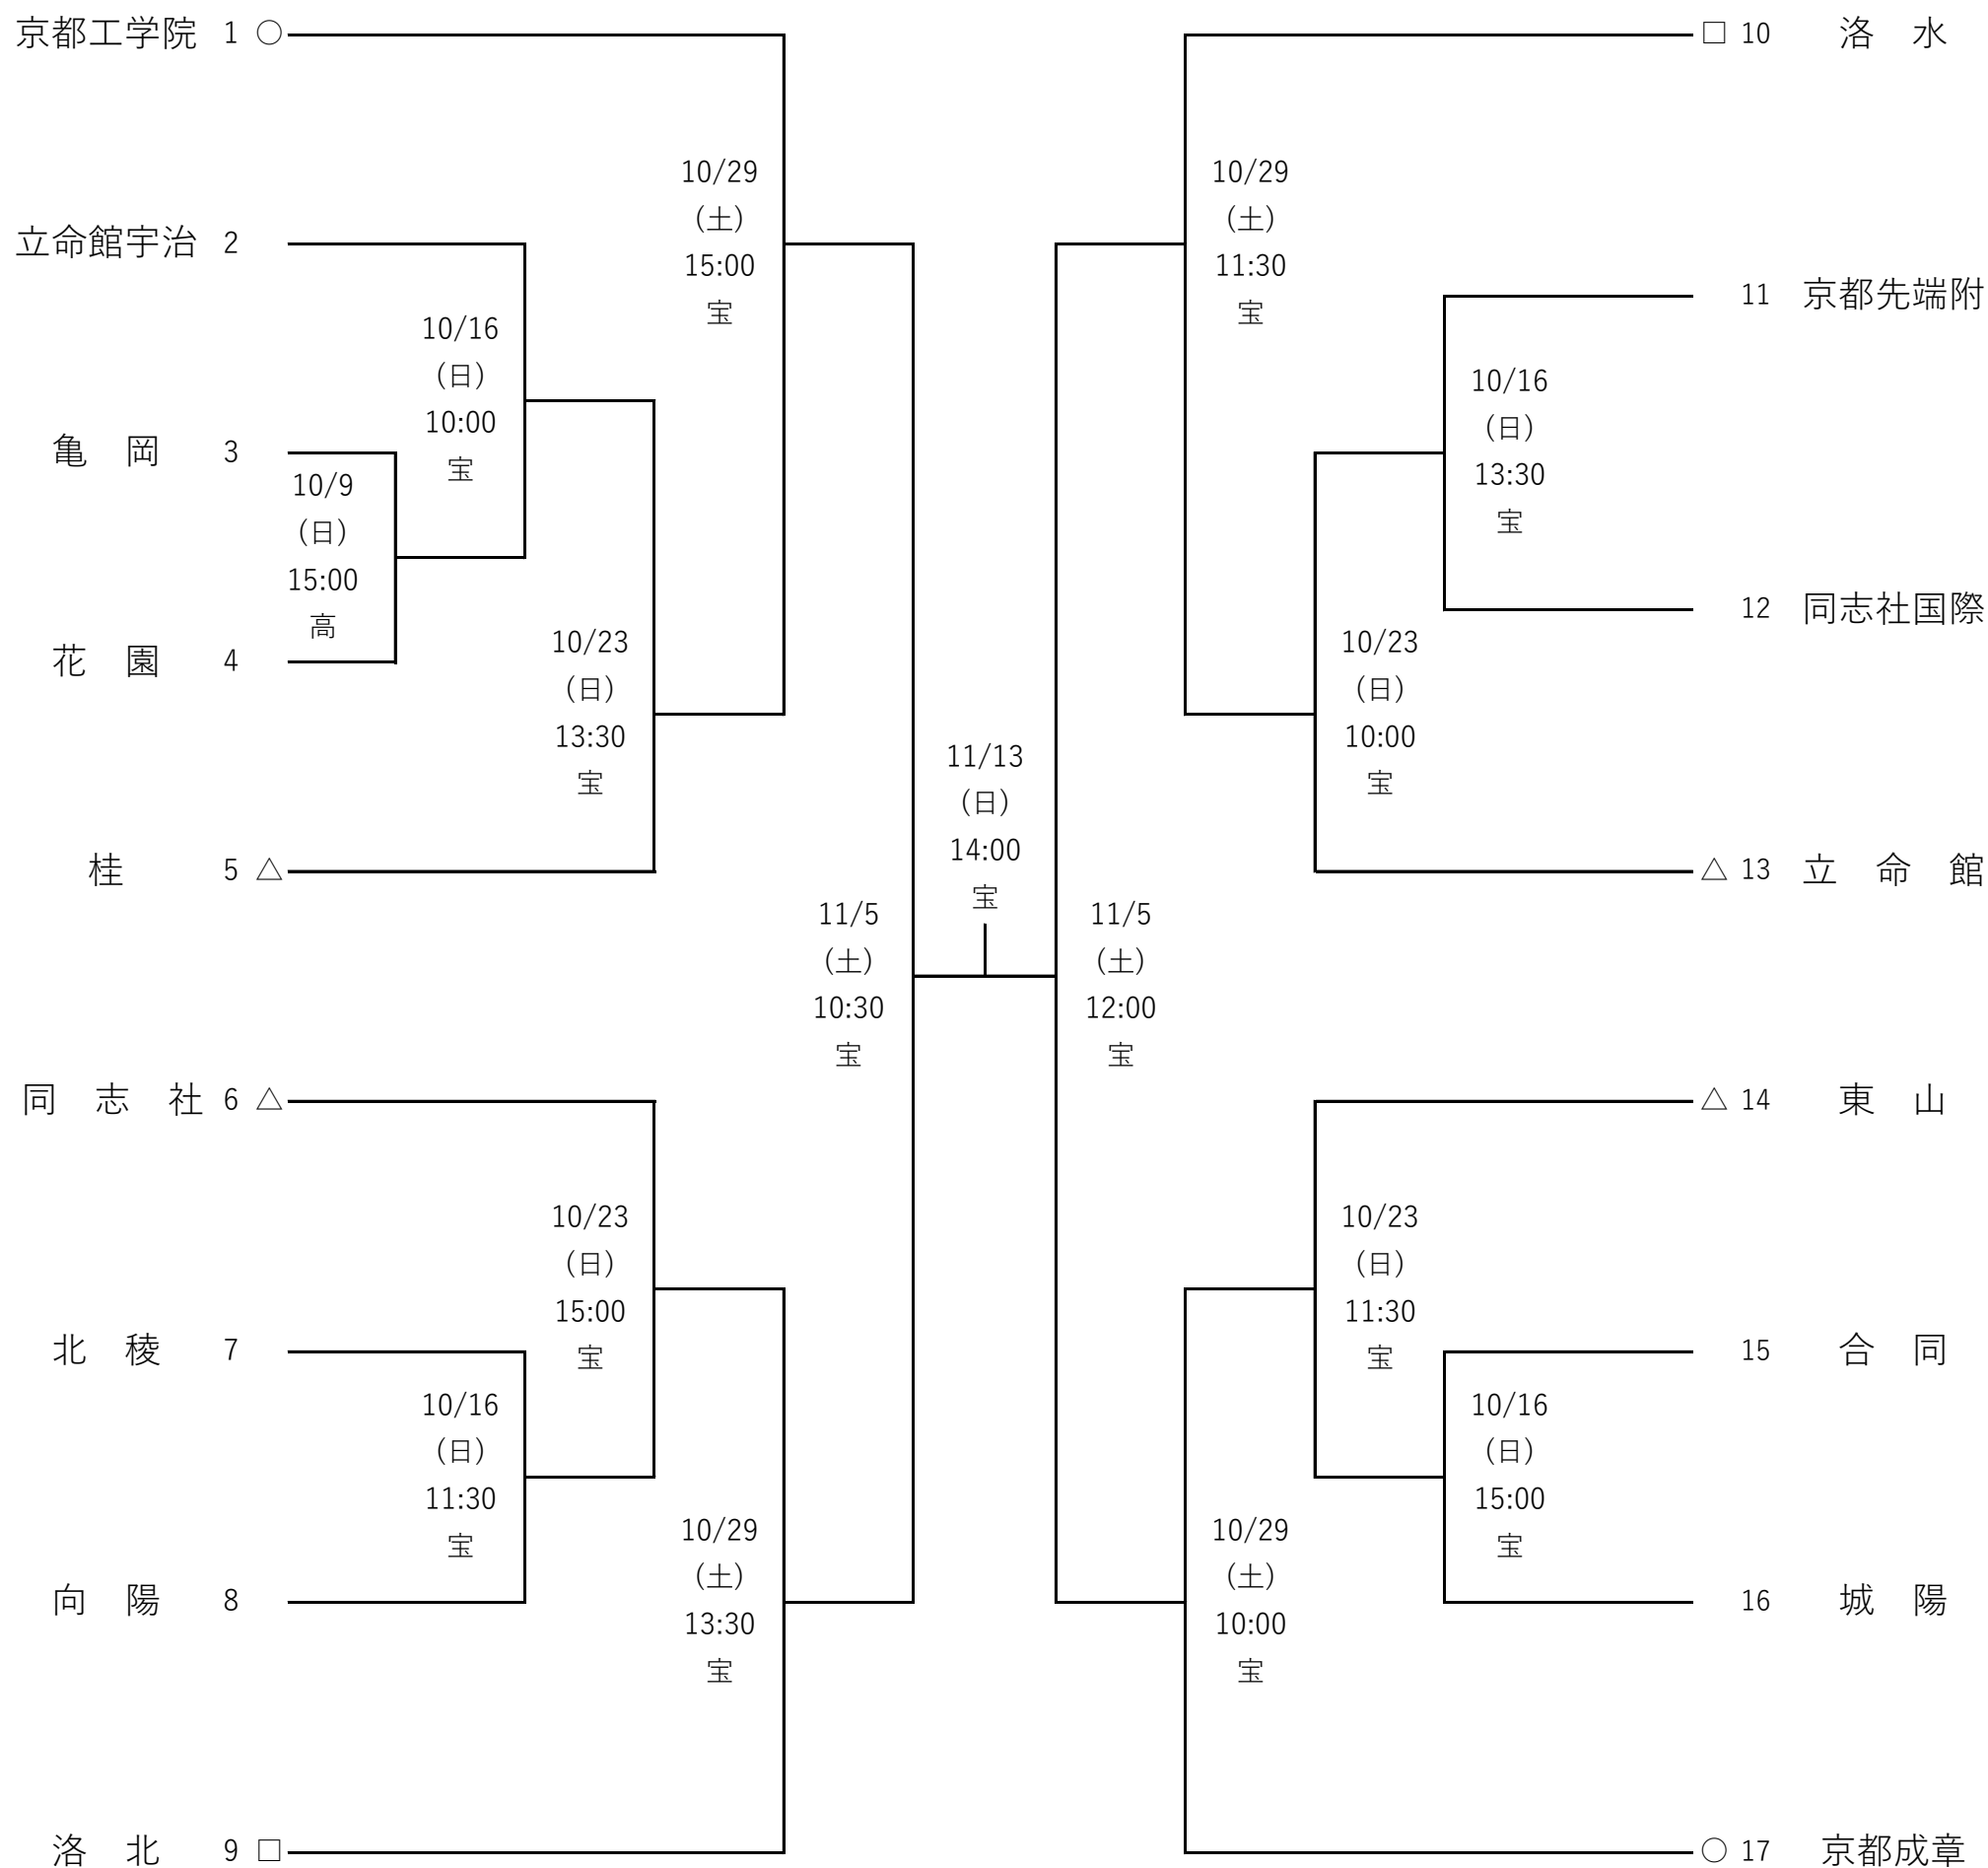 京都工学院 1 ○
立命館宇治 2
亀 岡 3
花 園 4
桂 5 △
同 志 社 6 △
北 稜 7
向 陽 8
洛 北 9 □
10/9
(日)
15:00
高
10/16
(日)
10:00
宝
10/23
(日)
13:30
宝
10/29
(土)
15:00
宝
10/16
(日)
11:30
宝
10/23
(日)
15:00
宝
10/29
(土)
13:30
宝
11/5
(土)
10:30
宝
11/13
(日)
14:00
宝
11/5
(土)
12:00
宝
10/29
(土)
11:30
宝
10/23
(日)
10:00
宝
10/16
(日)
13:30
宝
10/23
(日)
11:30
宝
10/16
(日)
15:00
宝
10/29
(土)
10:00
宝
□ 10 洛 水
11 京都先端附
12 同志社国際
△ 13 立 命 館
△ 14 東 山
15 合 同
16 城 陽
○ 17 京都成章